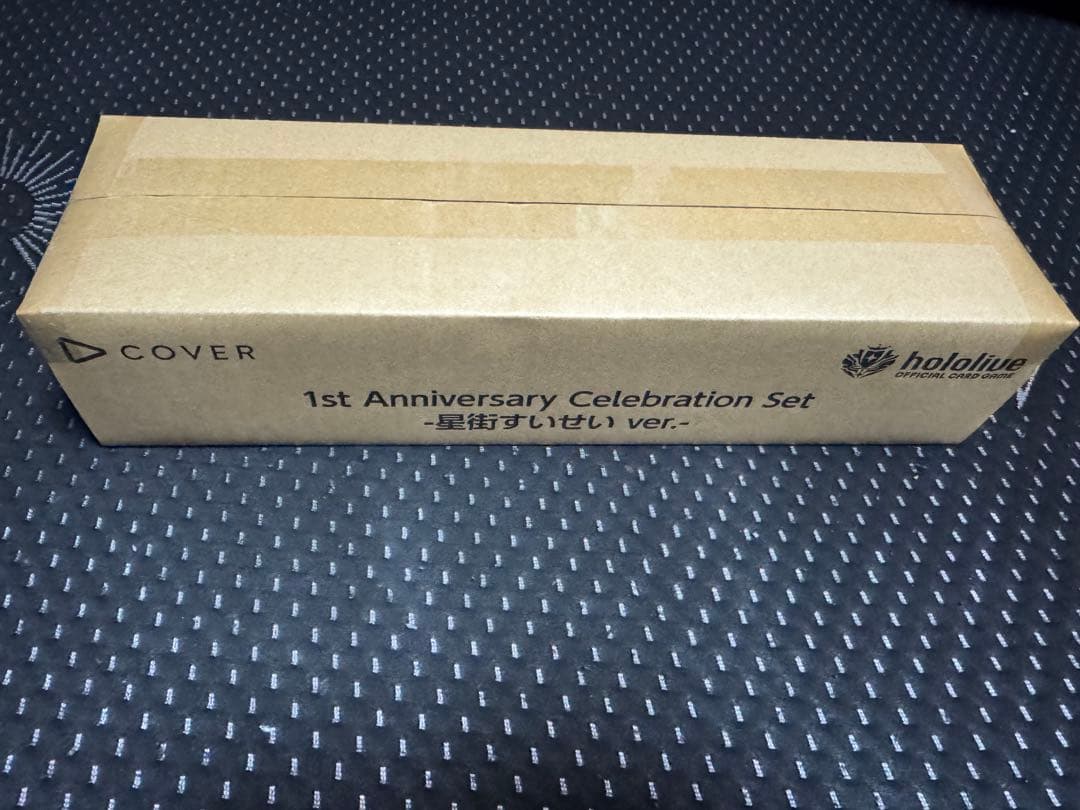 COVER
hololive
OFFICIAL CARD GAME
1st Anniversary Celebration Set
-星街すいせい ver.-